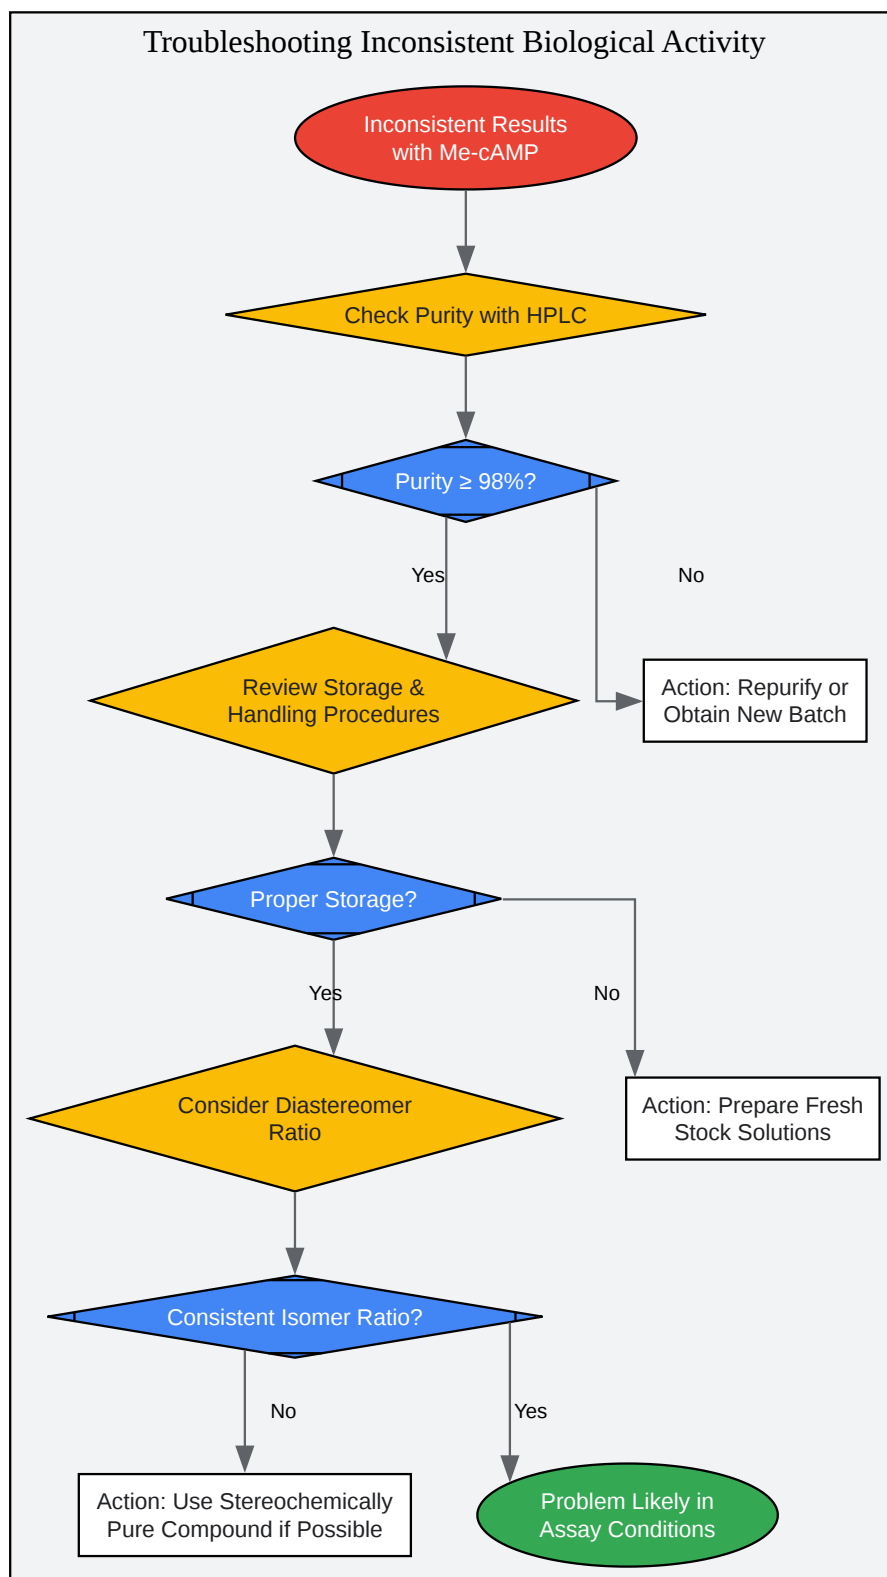 Troubleshooting Inconsistent Biological Activity
Inconsistent Results
with Me-cAMP
Check Purity with HPLC
Purity ≥ 98%?
Yes
No
Review Storage &
Handling Procedures
Action: Repurify or
Obtain New Batch
Proper Storage?
Yes
No
Consider Diastereomer
Ratio
Action: Prepare Fresh
Stock Solutions
Consistent Isomer Ratio?
No
Yes
Action: Use Stereochemically
Pure Compound if Possible
Problem Likely in
Assay Conditions